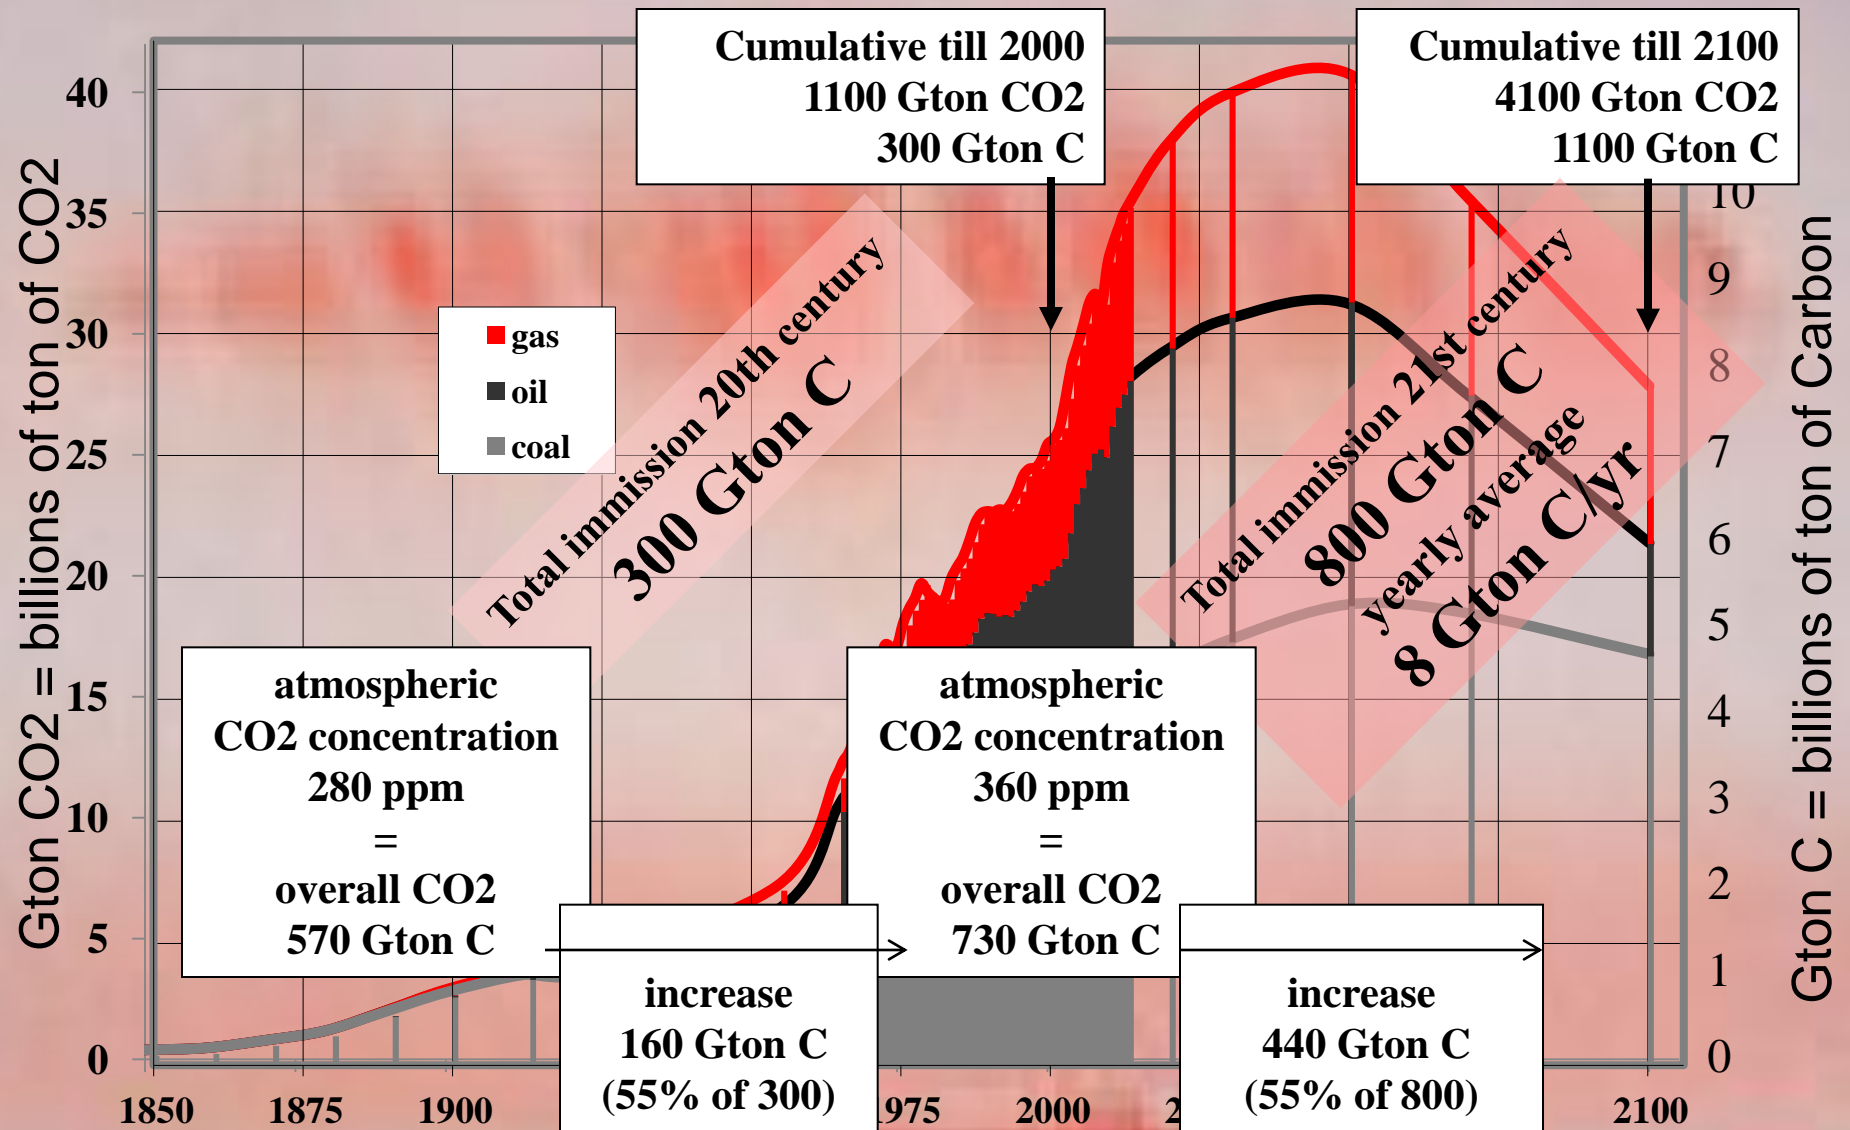 Cumulative till 2000
1100 Gton CO2
300 Gton C
Cumulative till 2100
4100 Gton CO2
1100 Gton C
Gton CO2 = billions of ton of CO2
40
35
30
25
20
15
10
5
0
gas
oil
coal
Total immission 20th century
300 Gton C
Total immission 21st century
800 Gton C
yearly average
8 Gton C/yr
10
9
8
7
6
5
4
3
2
1
0
Gton C = billions of ton of Carbon
atmospheric
CO2 concentration
280 ppm
=
overall CO2
570 Gton C
atmospheric
CO2 concentration
360 ppm
=
overall CO2
730 Gton C
increase
160 Gton C
(55% of 300)
increase
440 Gton C
(55% of 800)
1850 1875 1900 975 2000 2100